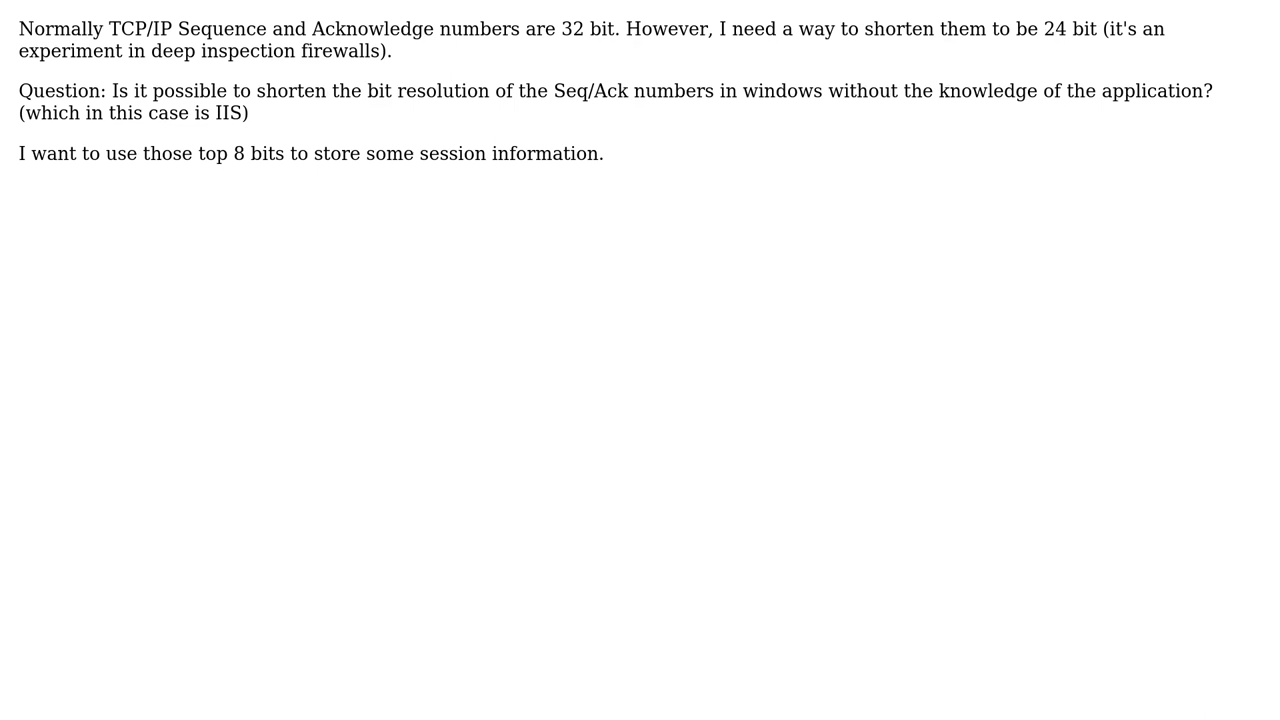 Normally TCP/IP Sequence and Acknowledge numbers are 32 bit. However, I need a way to shorten them to be 24 bit (it's an
experiment in deep inspection firewalls).
Question: Is it possible to shorten the bit resolution of the Seq/Ack numbers in windows without the knowledge of the application?
(which in this case is IIS)
I want to use those top 8 bits to store some session information.